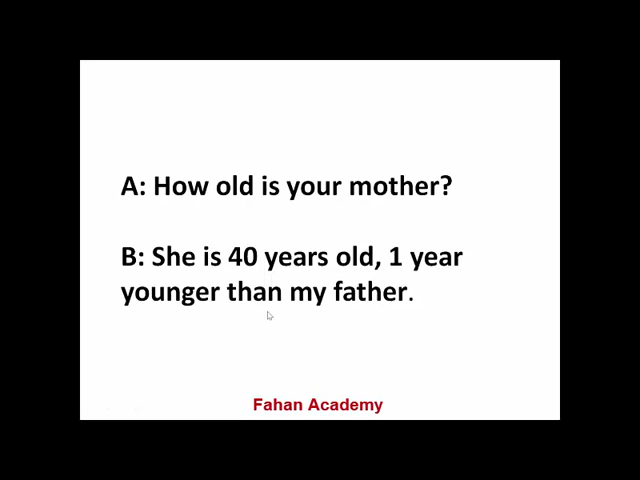 A: How old is your mother?
B: She is 40 years old, 1 year
younger than my father.
Fahan Academy